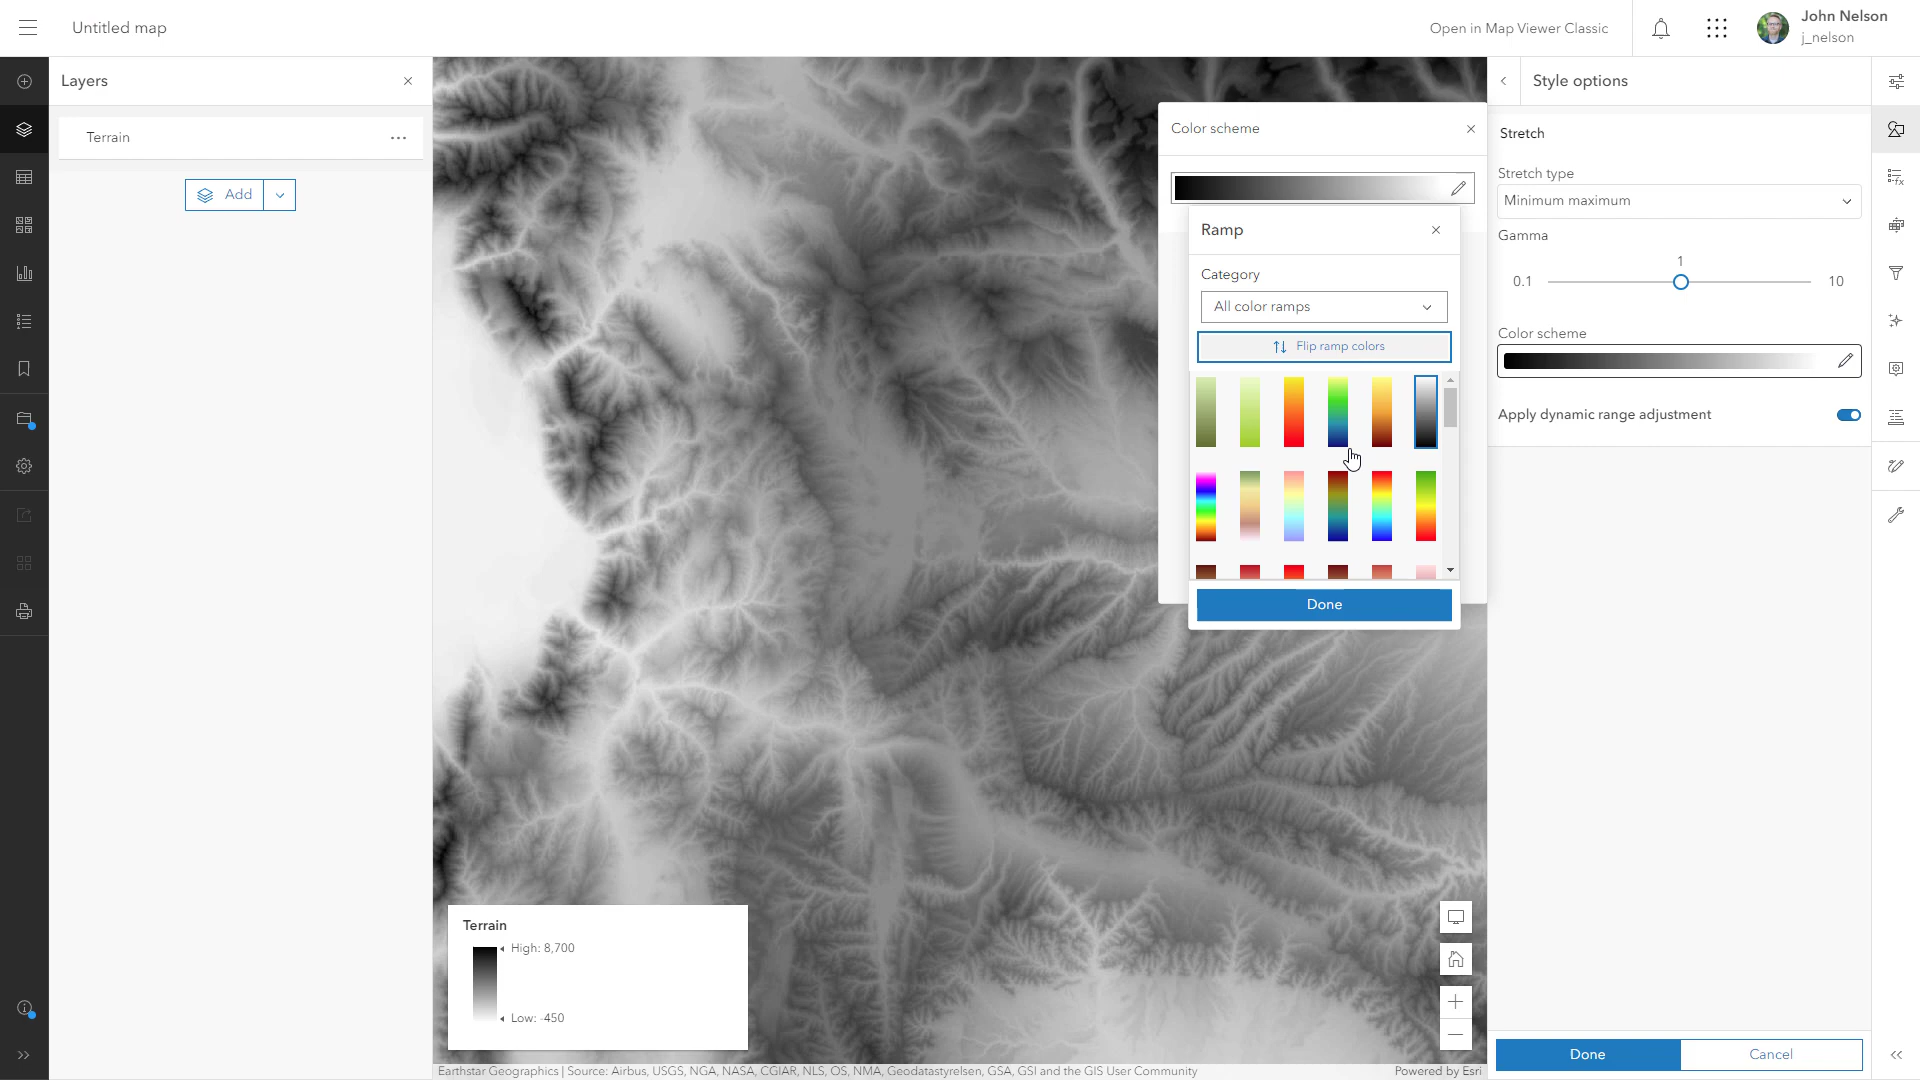 Untitled map
Open in Map Viewer Classic
John Nelson
j_nelson
Layers
Terrain
Add
Color scheme
Ramp
Category
All color ramps
Flip ramp colors
Done
Style options
Stretch
Stretch type
Minimum maximum
Gamma
1
0.1
10
Color scheme
Apply dynamic range adjustment
Terrain
High: 8,700
Low: -450
Earthstar Geographics | Source: Airbus, USGS, NGA, NASA, CGIAR, NLS, OS, NMA, Geodatastyrelsen, GSA, GSI and the GIS User Community
Powered by Esri
Done
Cancel